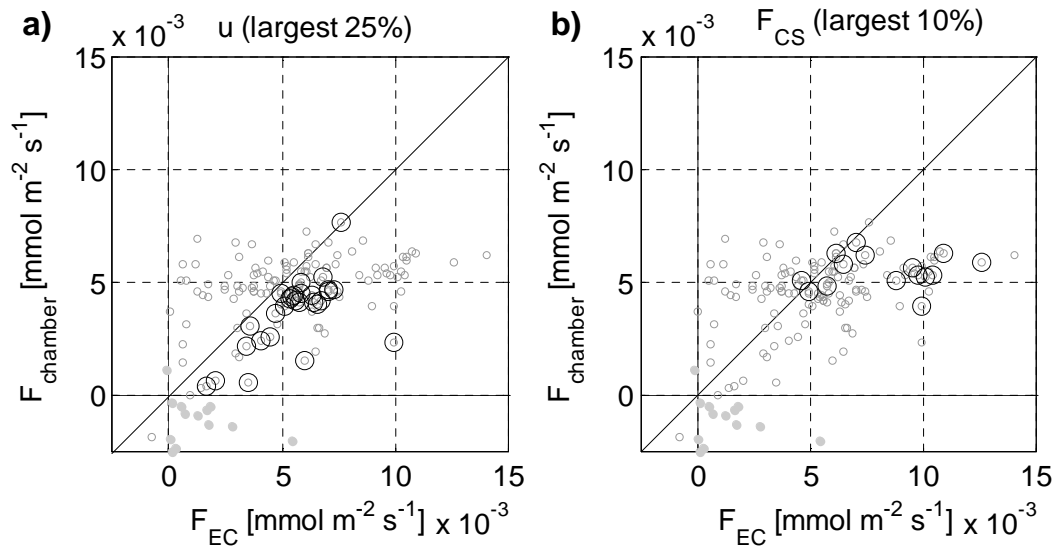 a) x 10⁻³ u (largest 25%)
15
10
5
0
F_chamber [mmol m⁻² s⁻¹]
0 5 10 15
F_EC [mmol m⁻² s⁻¹] x 10⁻³
b) x 10⁻³ F_CS (largest 10%)
15
10
5
0
F_chamber [mmol m⁻² s⁻¹]
0 5 10 15
F_EC [mmol m⁻² s⁻¹] x 10⁻³